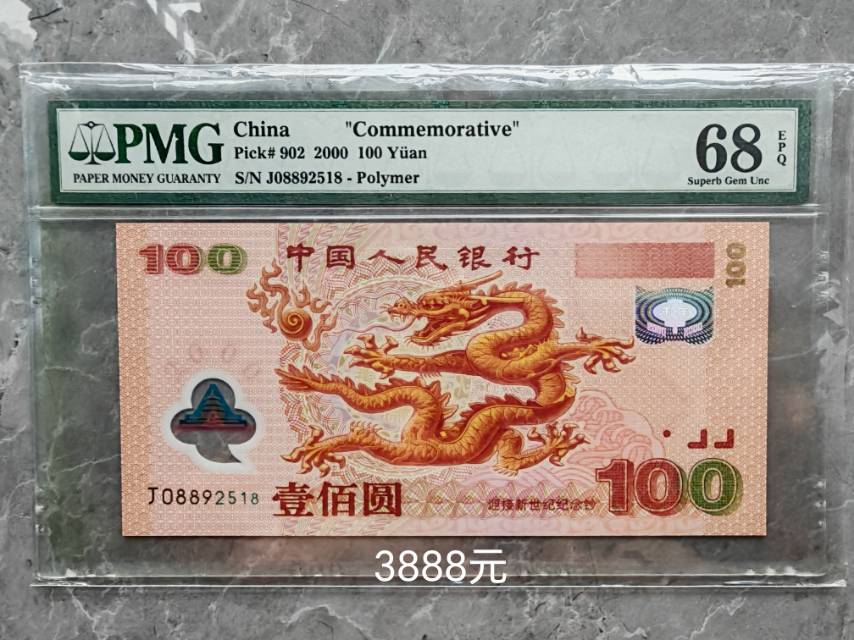 PMG
PAPER MONEY GUARANTY
China "Commemorative"
Pick# 902 2000 100 Yüan
S/N J08892518 - Polymer
68
EPQ
Superb Gem Unc
100
中国人民银行
100
J08892518
壹佰圆
迎接新世纪纪念钞
100
3888元